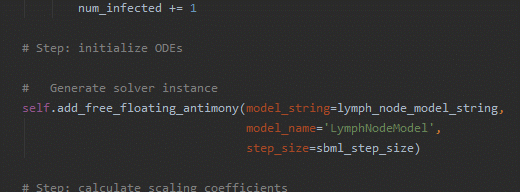 num_infected += 1
# Step: initialize ODEs
#   Generate solver instance
self.add_free_floating_antimony(model_string=lymph_node_model_string,
model_name='LymphNodeModel',
step_size=sbml_step_size)
# Step: calculate scaling coefficients